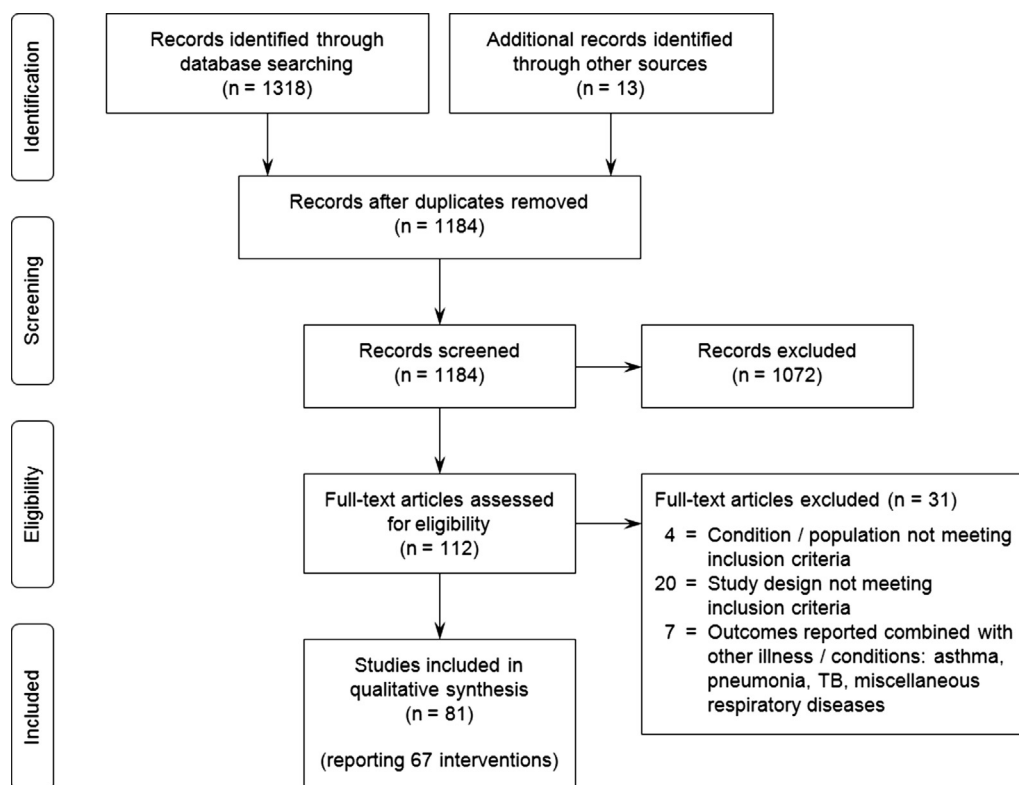 Identification
Records identified through
database searching
(n = 1318)
Additional records identified
through other sources
(n = 13)
Records after duplicates removed
(n = 1184)
Screening
Records screened
(n = 1184)
Records excluded
(n = 1072)
Eligibility
Full-text articles assessed
for eligibility
(n = 112)
Full-text articles excluded (n = 31)
4 = Condition / population not meeting
inclusion criteria
20 = Study design not meeting
inclusion criteria
7 = Outcomes reported combined with
other illness / conditions: asthma,
pneumonia, TB, miscellaneous
respiratory diseases
Included
Studies included in
qualitative synthesis
(n = 81)
(reporting 67 interventions)